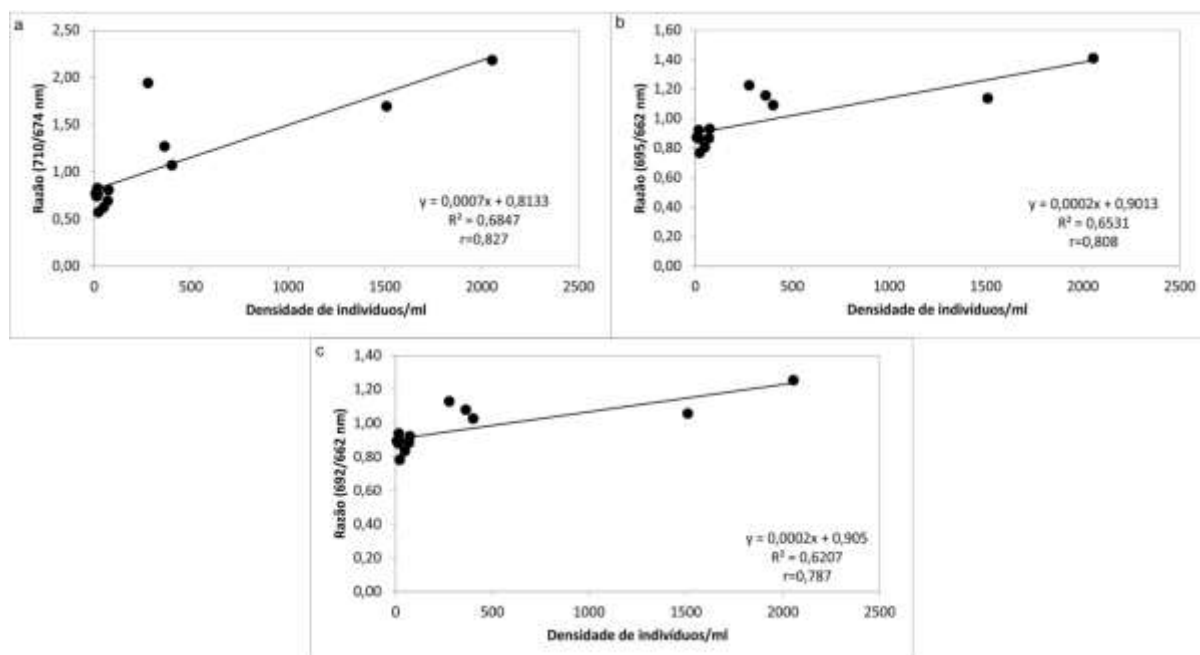 a
2,50
2,00
1,50
1,00
0,50
0,00
Razão (710/674 nm)
y = 0,0007x + 0,8133
R² = 0,6847
r=0,827
0 500 1000 1500 2000 2500
Densidade de indivíduos/ml
b
1,60
1,40
1,20
1,00
0,80
0,60
0,40
0,20
0,00
Razão (695/662 nm)
y = 0,0002x + 0,9013
R² = 0,6531
r=0,808
0 500 1000 1500 2000 2500
Densidade de indivíduos/ml
c
1,40
1,20
1,00
0,80
0,60
0,40
0,20
0,00
Razão (692/662 nm)
y = 0,0002x + 0,905
R² = 0,6207
r=0,787
0 500 1000 1500 2000 2500
Densidade de indivíduos/ml